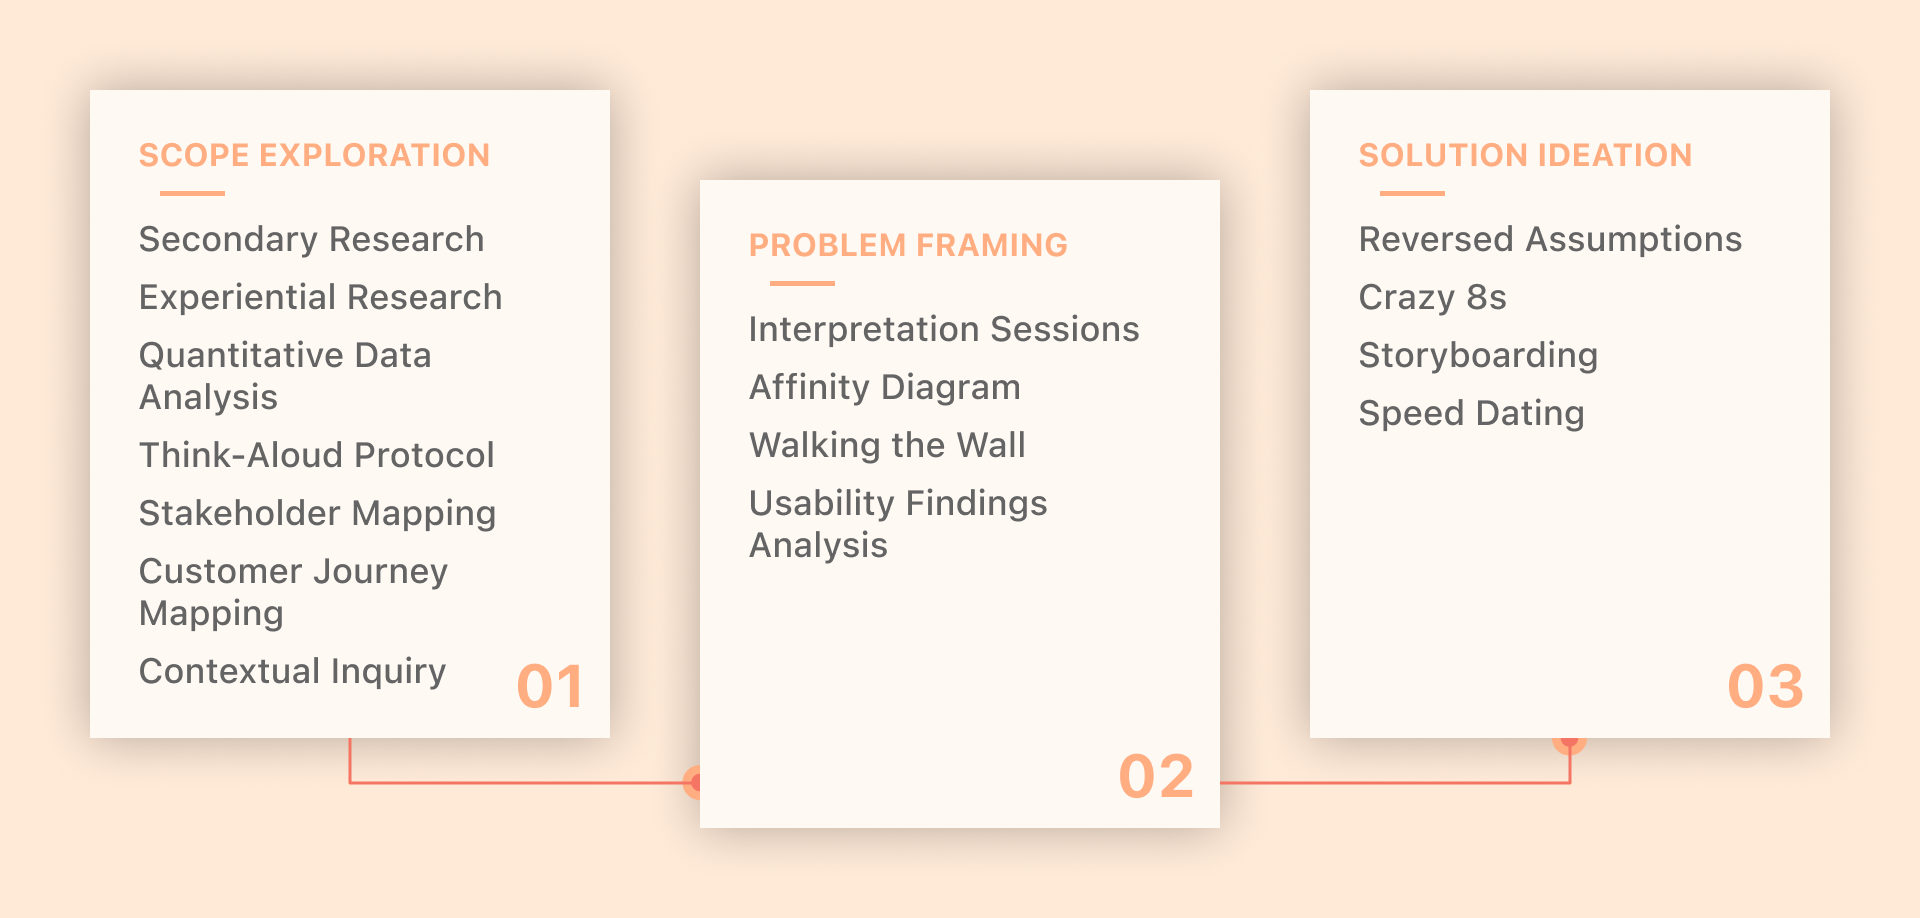 SCOPE EXPLORATION
Secondary Research
Experiential Research
Quantitative Data
Analysis
Think-Aloud Protocol
Stakeholder Mapping
Customer Journey
Mapping
Contextual Inquiry
01
PROBLEM FRAMING
Interpretation Sessions
Affinity Diagram
Walking the Wall
Usability Findings
Analysis
02
SOLUTION IDEATION
Reversed Assumptions
Crazy 8s
Storyboarding
Speed Dating
03